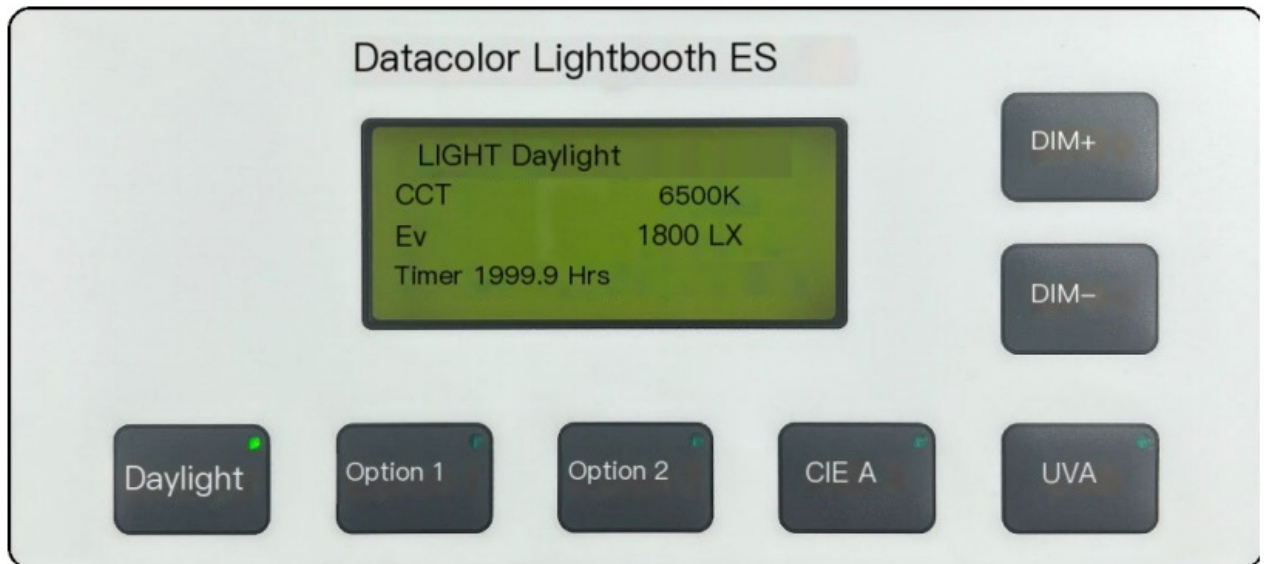 Datacolor Lightbooth ES
LIGHT Daylight
CCT 6500K
Ev 1800 LX
Timer 1999.9 Hrs
DIM+
DIM–
Daylight
Option 1
Option 2
CIE A
UVA